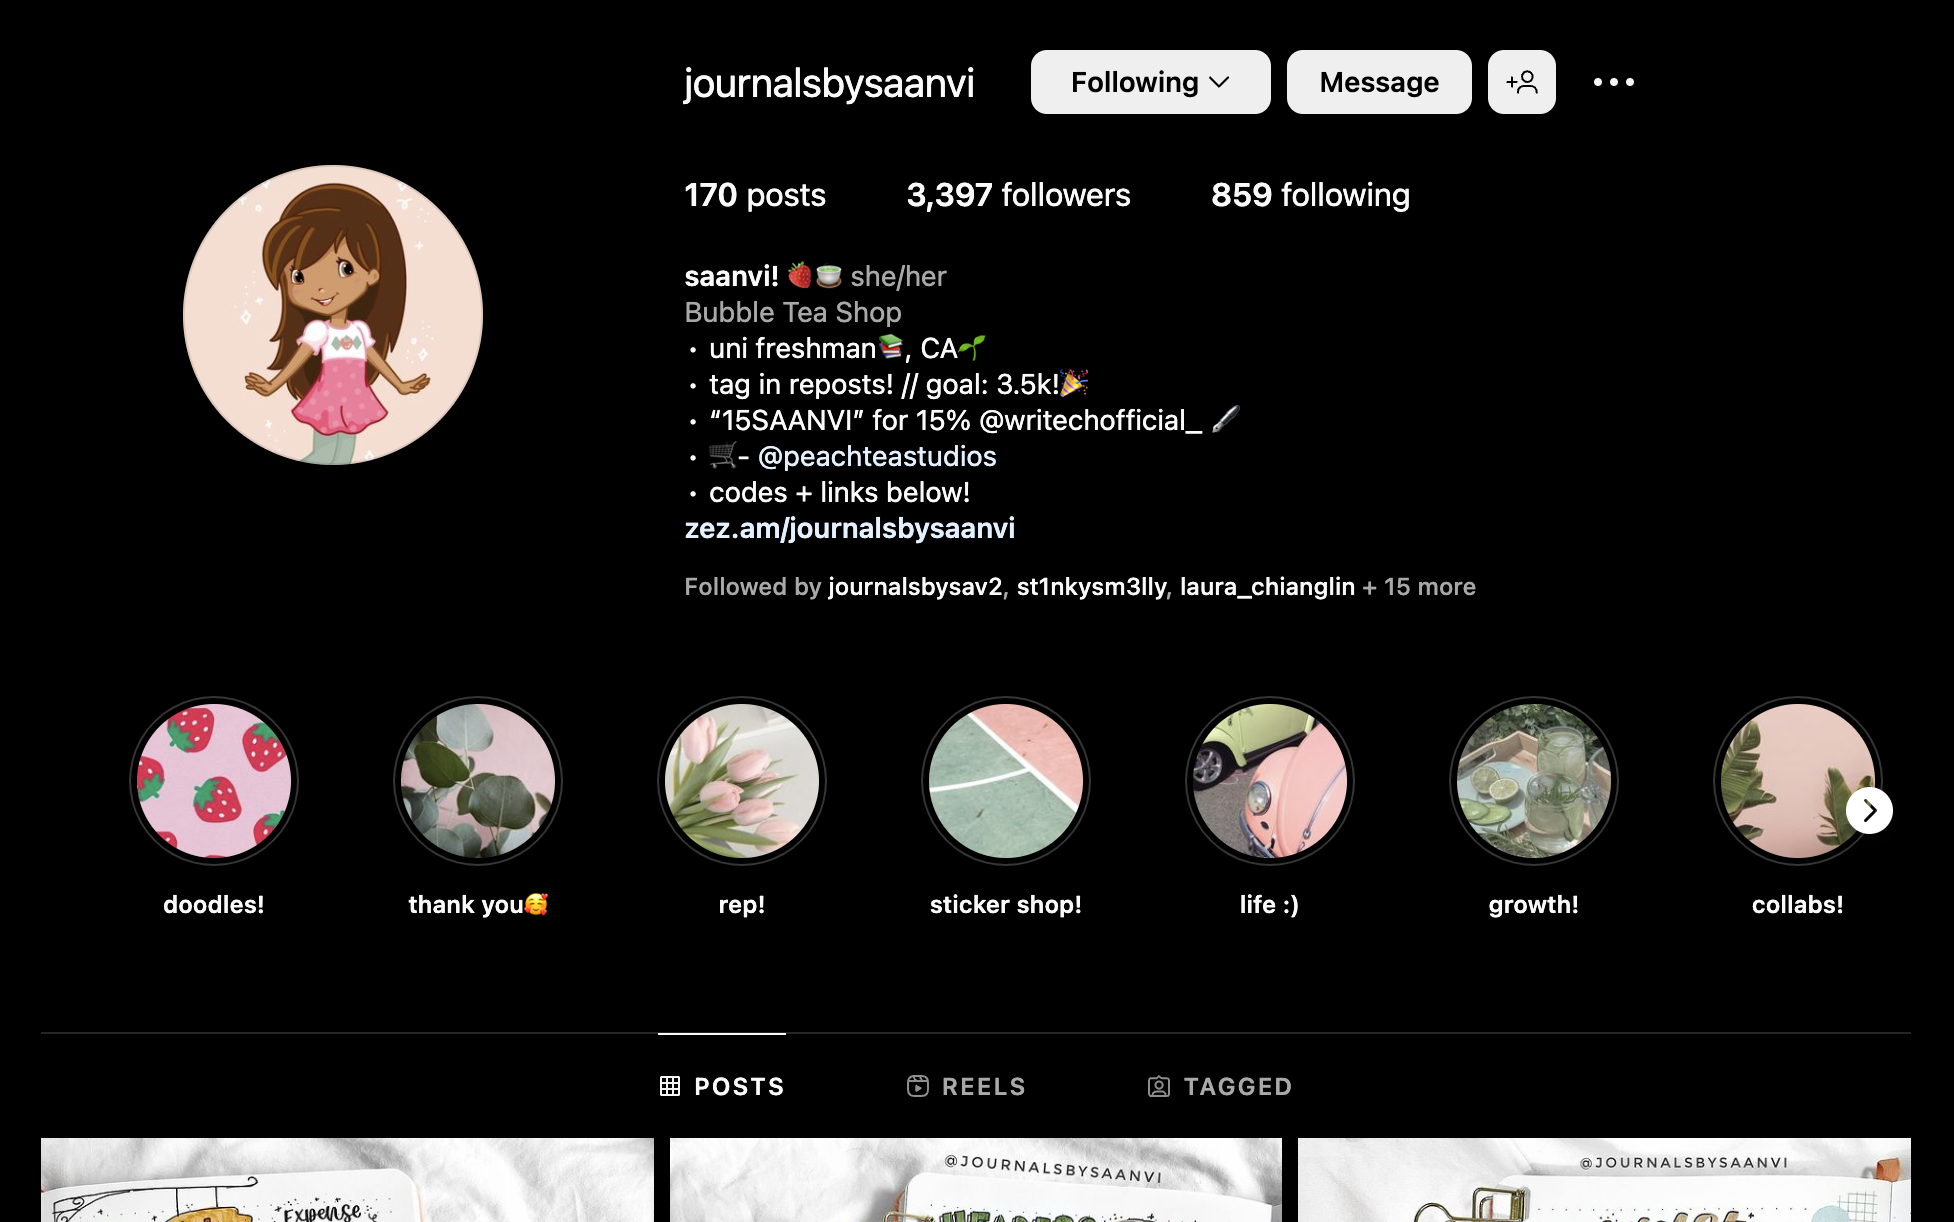 journalsbysaanvi Following Message
170 posts 3,397 followers 859 following
saanvi! 🍓🍵 she/her
Bubble Tea Shop
• uni freshman📚, CA🌱
• tag in reposts! // goal: 3.5k!🎉
• “15SAANVI” for 15% @writechofficial_ 🖋️
• 🛒- @peachteastudios
• codes + links below!
zez.am/journalsbysaanvi
Followed by journalsbysav2, st1nkysm3lly, laura_chianglin + 15 more
doodles! thank you🥰 rep! sticker shop! life :) growth! collabs!
POSTS REELS TAGGED
@JOURNALSBYSAANVI @JOURNALSBYSAANVI
Expense HEADERS